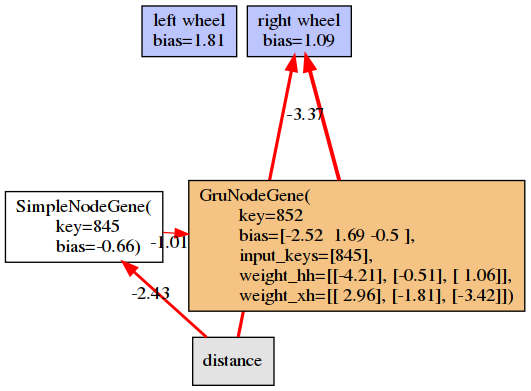 left wheel
bias=1.81
right wheel
bias=1.09
-3.37
GruNodeGene(
key=852
bias=[-2.52  1.69 -0.5 ],
input_keys=[845],
weight_hh=[[-4.21], [-0.51], [ 1.06]],
weight_xh=[[ 2.96], [-1.81], [-3.42]])
SimpleNodeGene(
key=845
bias=-0.66)
-1.01
-2.43
distance